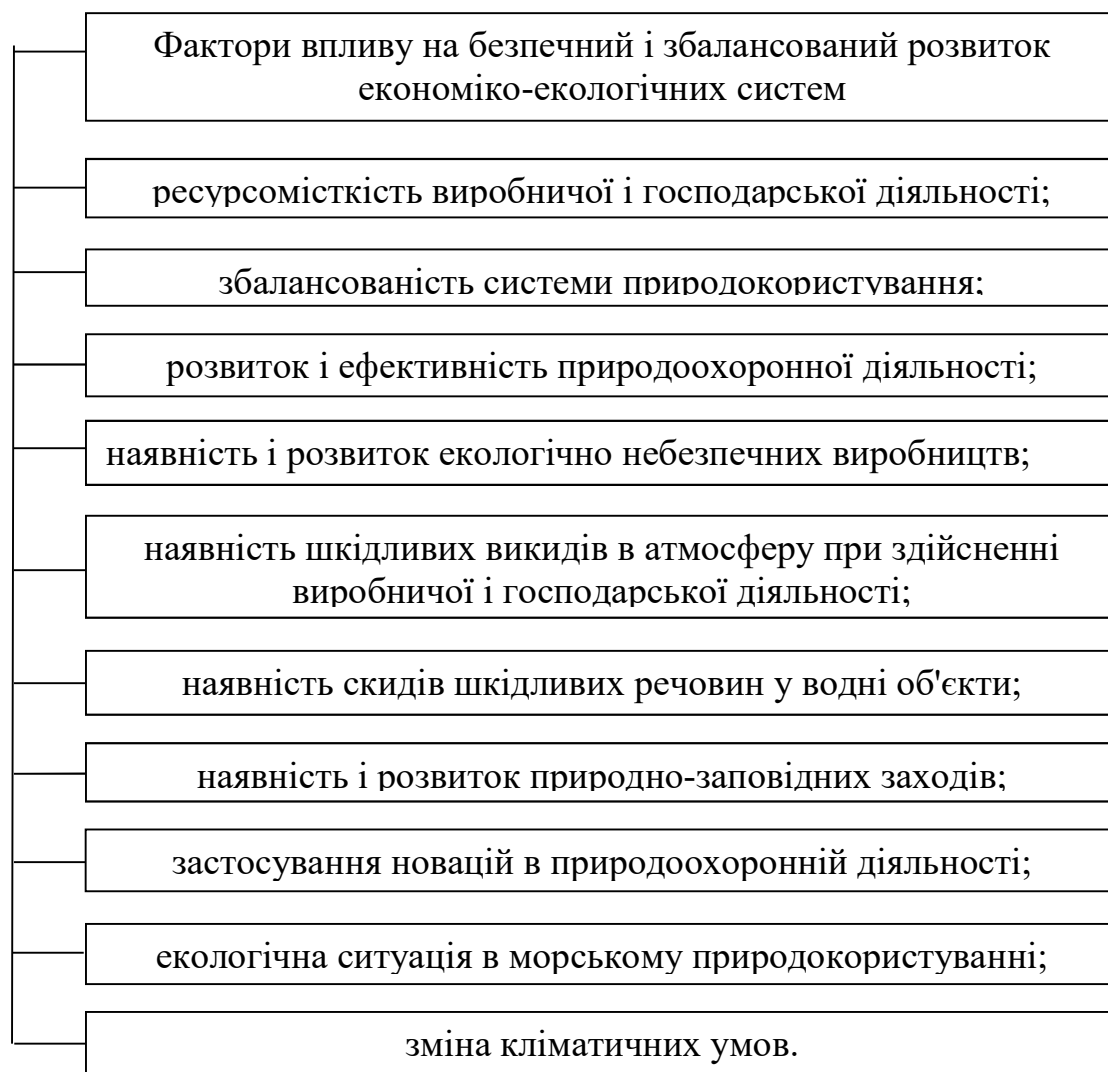 Фактори впливу на безпечний і збалансований розвиток
економіко-екологічних систем
ресурсомісткість виробничої і господарської діяльності;
збалансованість системи природокористування;
розвиток і ефективність природоохоронної діяльності;
наявність і розвиток екологічно небезпечних виробництв;
наявність шкідливих викидів в атмосферу при здійсненні
виробничої і господарської діяльності;
наявність скидів шкідливих речовин у водні об'єкти;
наявність і розвиток природно-заповідних заходів;
застосування новацій в природоохоронній діяльності;
екологічна ситуація в морському природокористуванні;
зміна кліматичних умов.